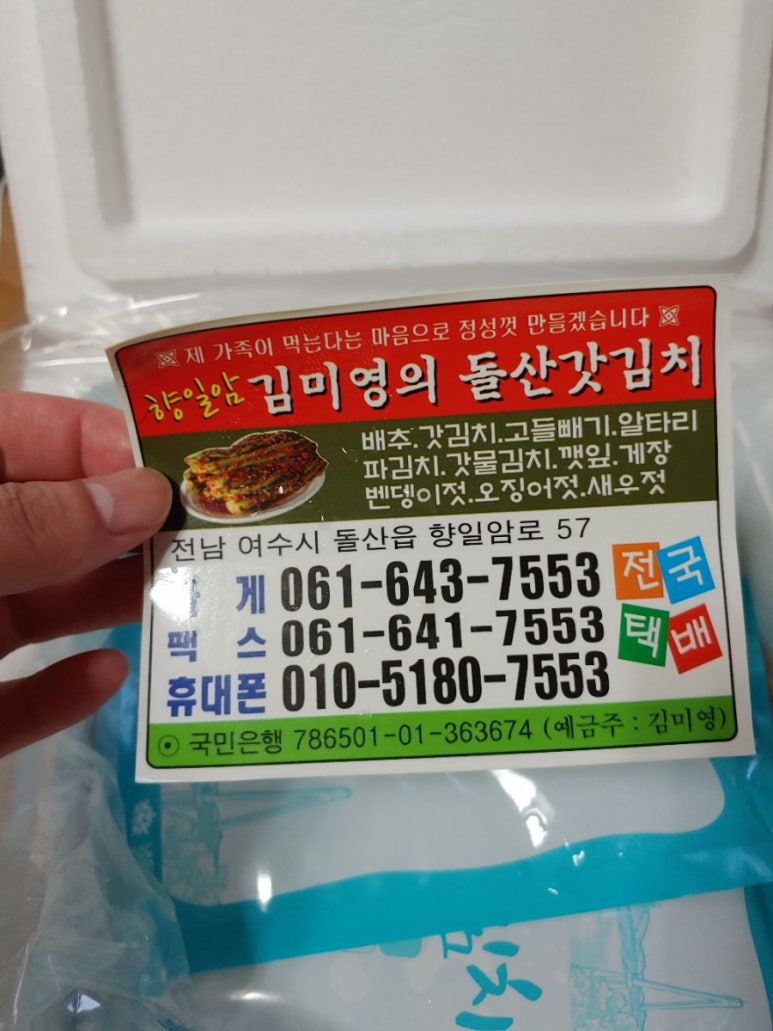 제 가족이 먹는다는 마음으로 정성껏 만들겠습니다
향일암 김미영의 돌산갓김치
배추.갓김치.고들빼기.알타리
파김치.갓물김치.깻잎.게장
벤뎅이젓.오징어젓.새우젓
전남 여수시 돌산읍 향일암로 57
게 061-643-7553
팩 스 061-641-7553
휴대폰 010-5180-7553
전국
택배
국민은행 786501-01-363674 (예금주 : 김미영)
김치